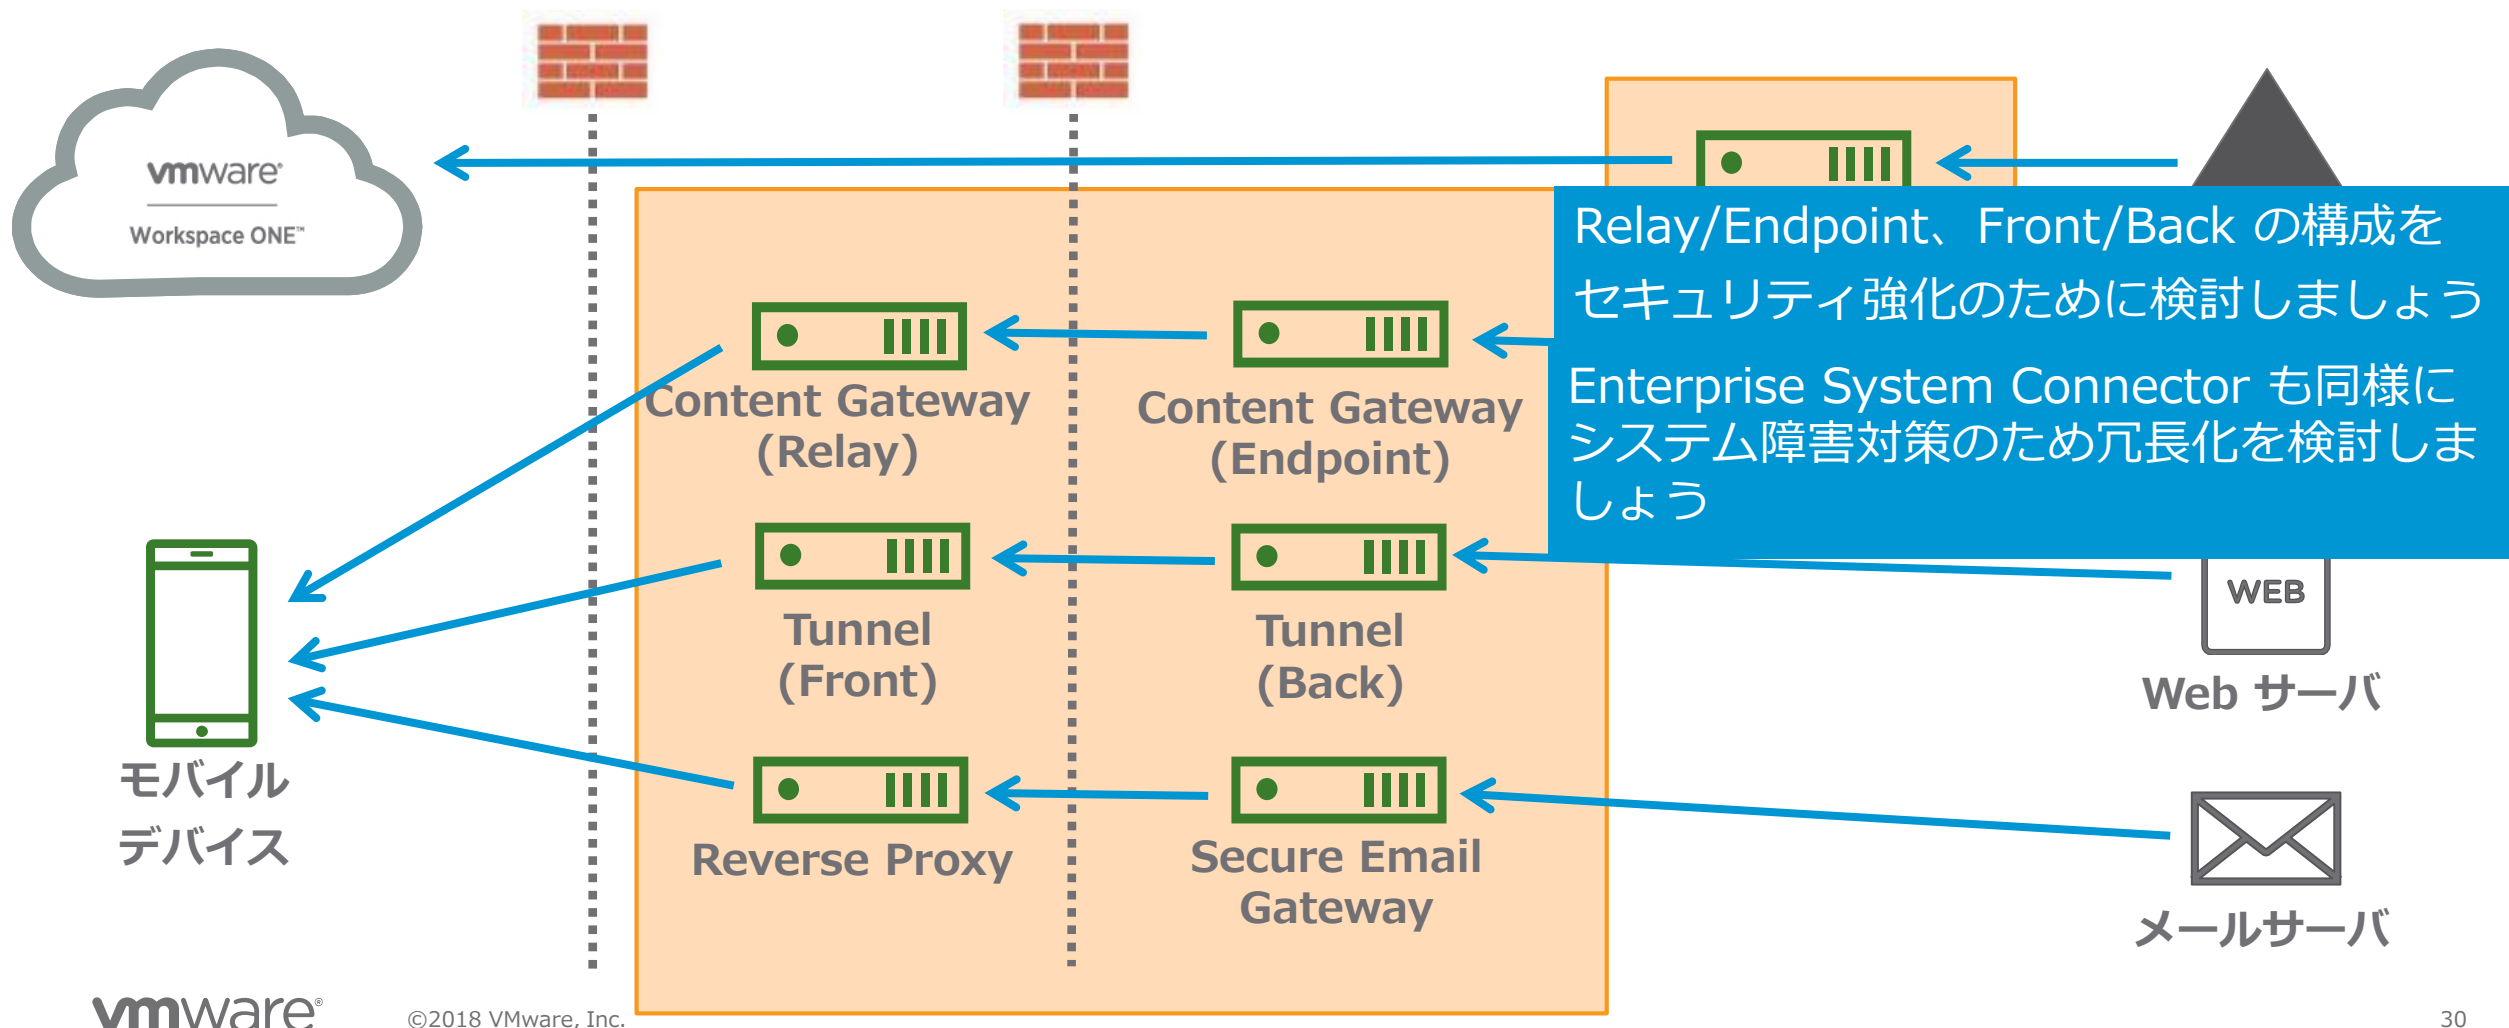 vmware®
Workspace ONE™
Relay/Endpoint、Front/Back の構成を
セキュリティ強化のために検討しましょう
Enterprise System Connector も同様に
システム障害対策のため冗長化を検討しま
しょう
Content Gateway
(Relay)
Content Gateway
(Endpoint)
Tunnel
(Front)
Tunnel
(Back)
WEB
Web サーバ
モバイル
デバイス
Reverse Proxy
Secure Email
Gateway
メールサーバ
vmware®
©2018 VMware, Inc.
30